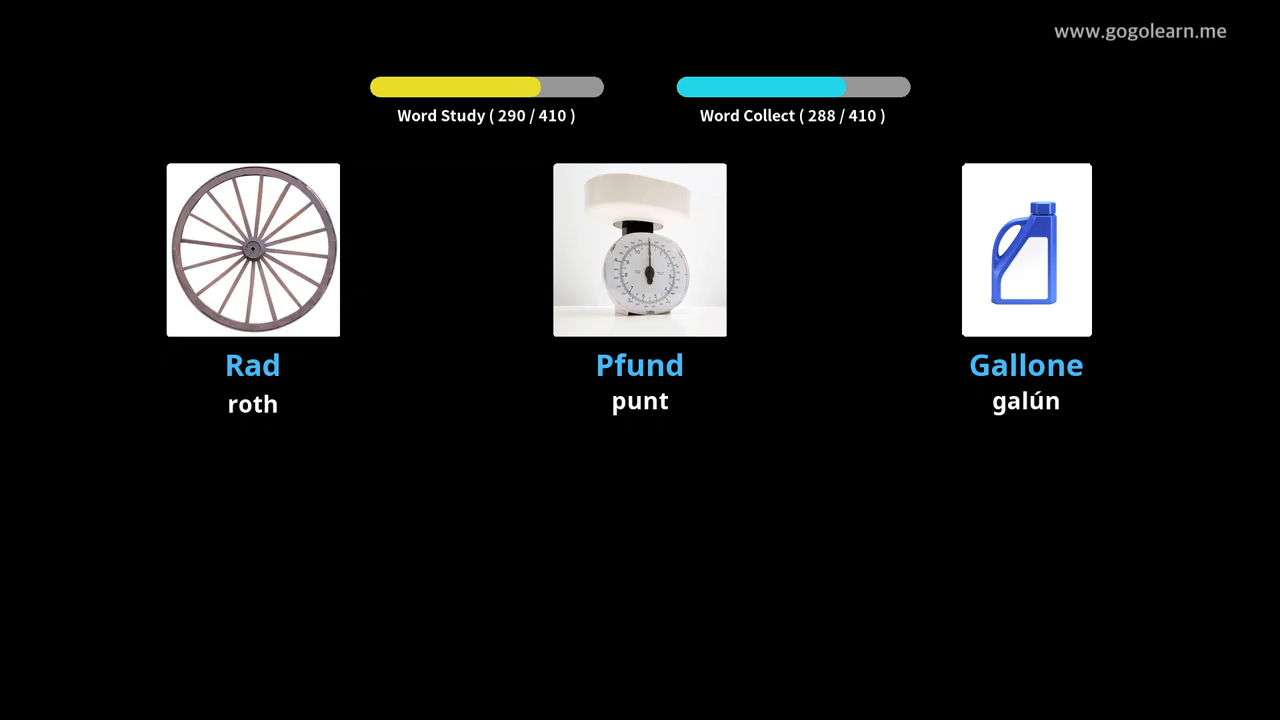 www.gogolearn.me
Word Study ( 290 / 410 )
Word Collect ( 288 / 410 )
Rad
roth
Pfund
punt
Gallone
galún